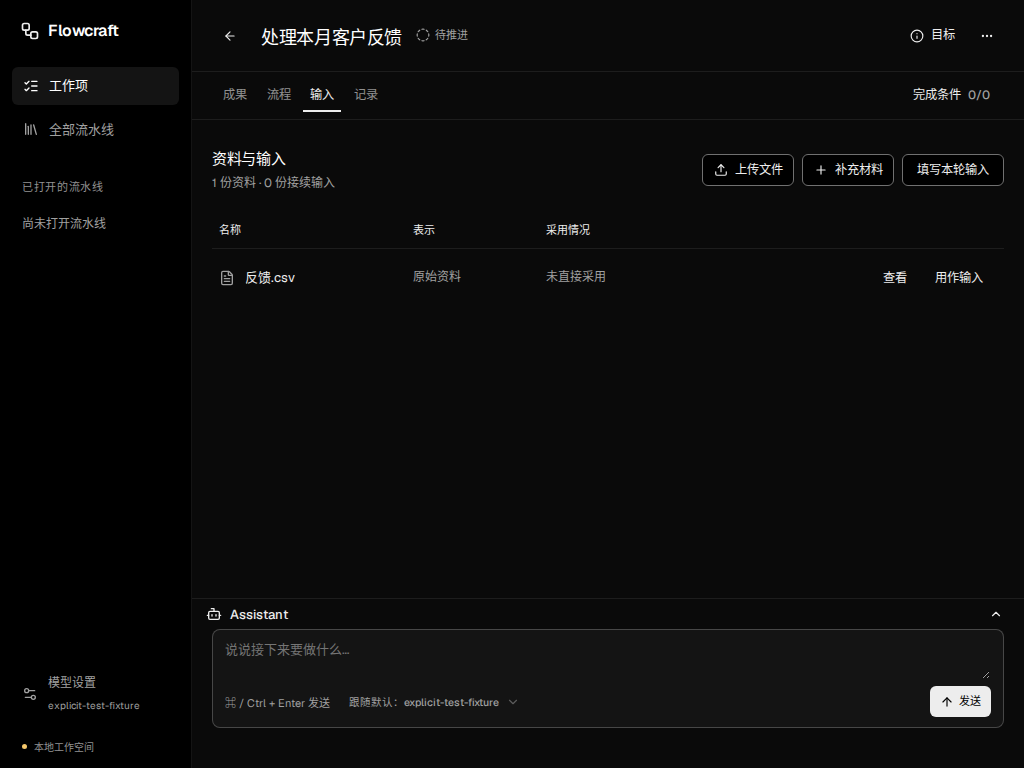 Flowcraft
工作项
全部流水线
已打开的流水线
尚未打开流水线
模型设置
explicit-test-fixture
本地工作空间
处理本月客户反馈
待推进
目标
成果
流程
输入
记录
完成条件 0/0
资料与输入
1 份资料 · 0 份接续输入
上传文件
补充材料
填写本轮输入
名称
表示
采用情况
反馈.csv
原始资料
未直接采用
查看
用作输入
Assistant
说说接下来要做什么...
⌘ / Ctrl + Enter 发送
跟随默认：explicit-test-fixture
发送